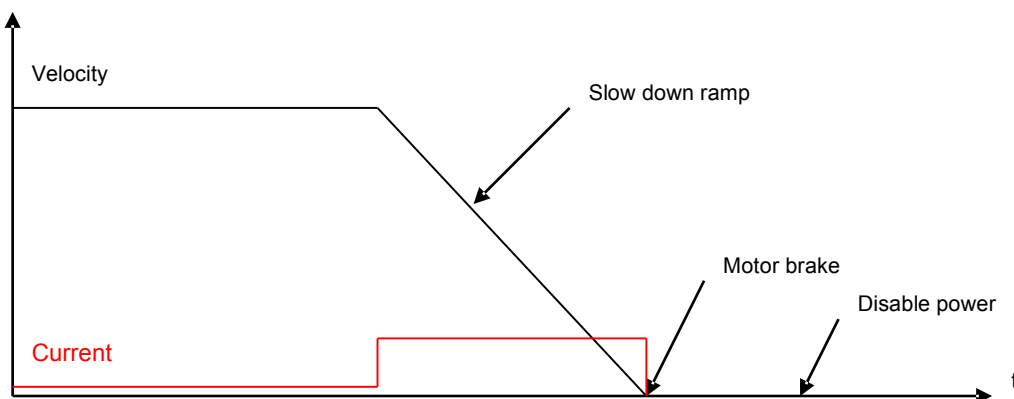 Velocity
Slow down ramp
Motor brake
Disable power
Current
t